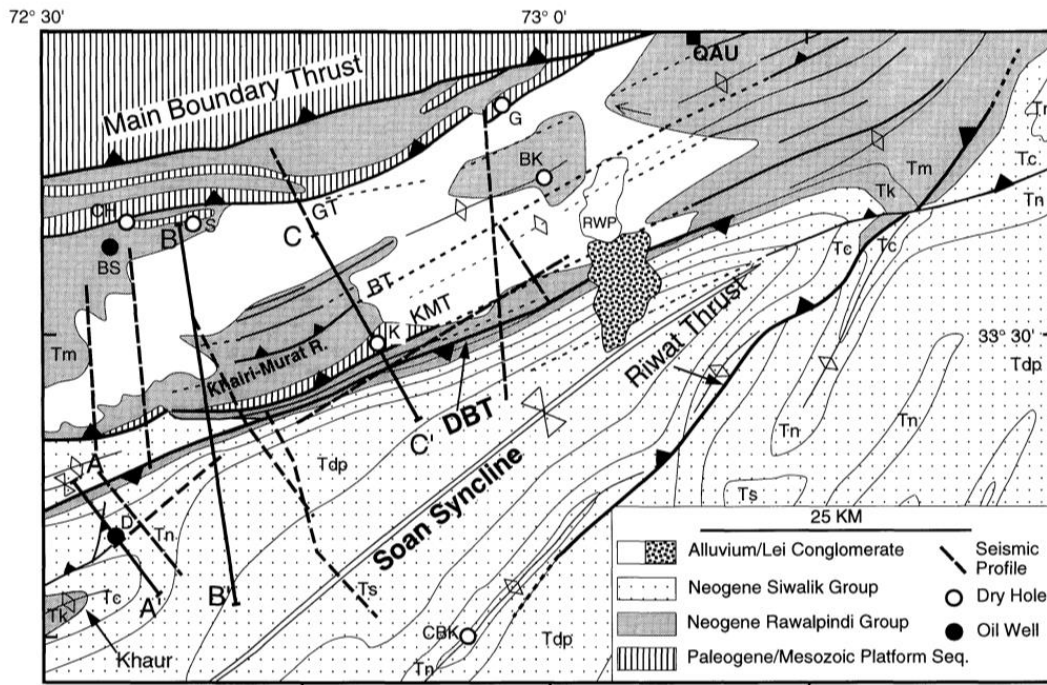 72° 30'
73° 0'
QAU
Main Boundary Thrust
G
BK
Tm
Tc
Tk
Tn
CH
S
B
GT
C
BS
RWP
Tc
Tc
BT
KMT
K
33° 30'
Tm
Khairi-Murat R.
Riwat Thrust
Tdp
DBT
C'
A
Tdp
Tn
Tn
Soan Syncline
Ts
D
Tn
25 KM
Alluvium/Lei Conglomerate
Seismic
Profile
Neogene Siwalik Group
Dry Hole
Neogene Rawalpindi Group
Oil Well
Paleogene/Mesozoic Platform Seq.
Tc
A'
B'
Ts
Tk
Khaur
CBK
Tdp
Tn